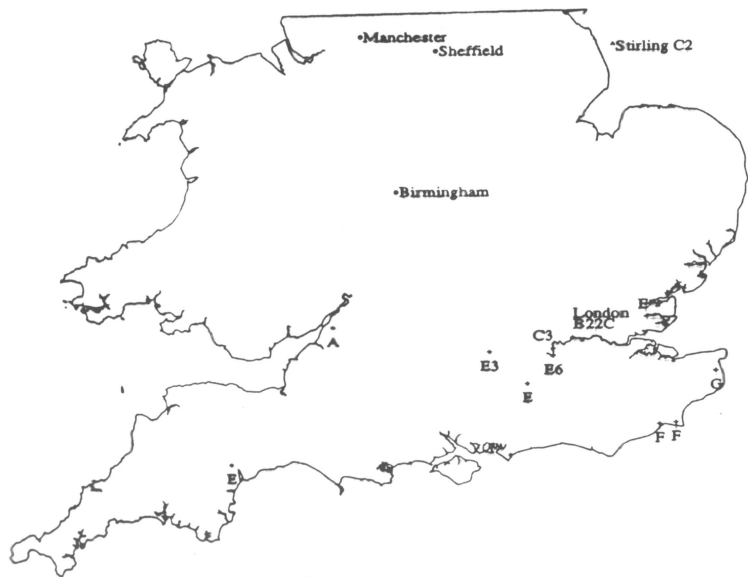 •Manchester
•Sheffield
^Stirling C2
•Birmingham
E
London
B22C
C3
A
E3
E6
G
E
F F
E